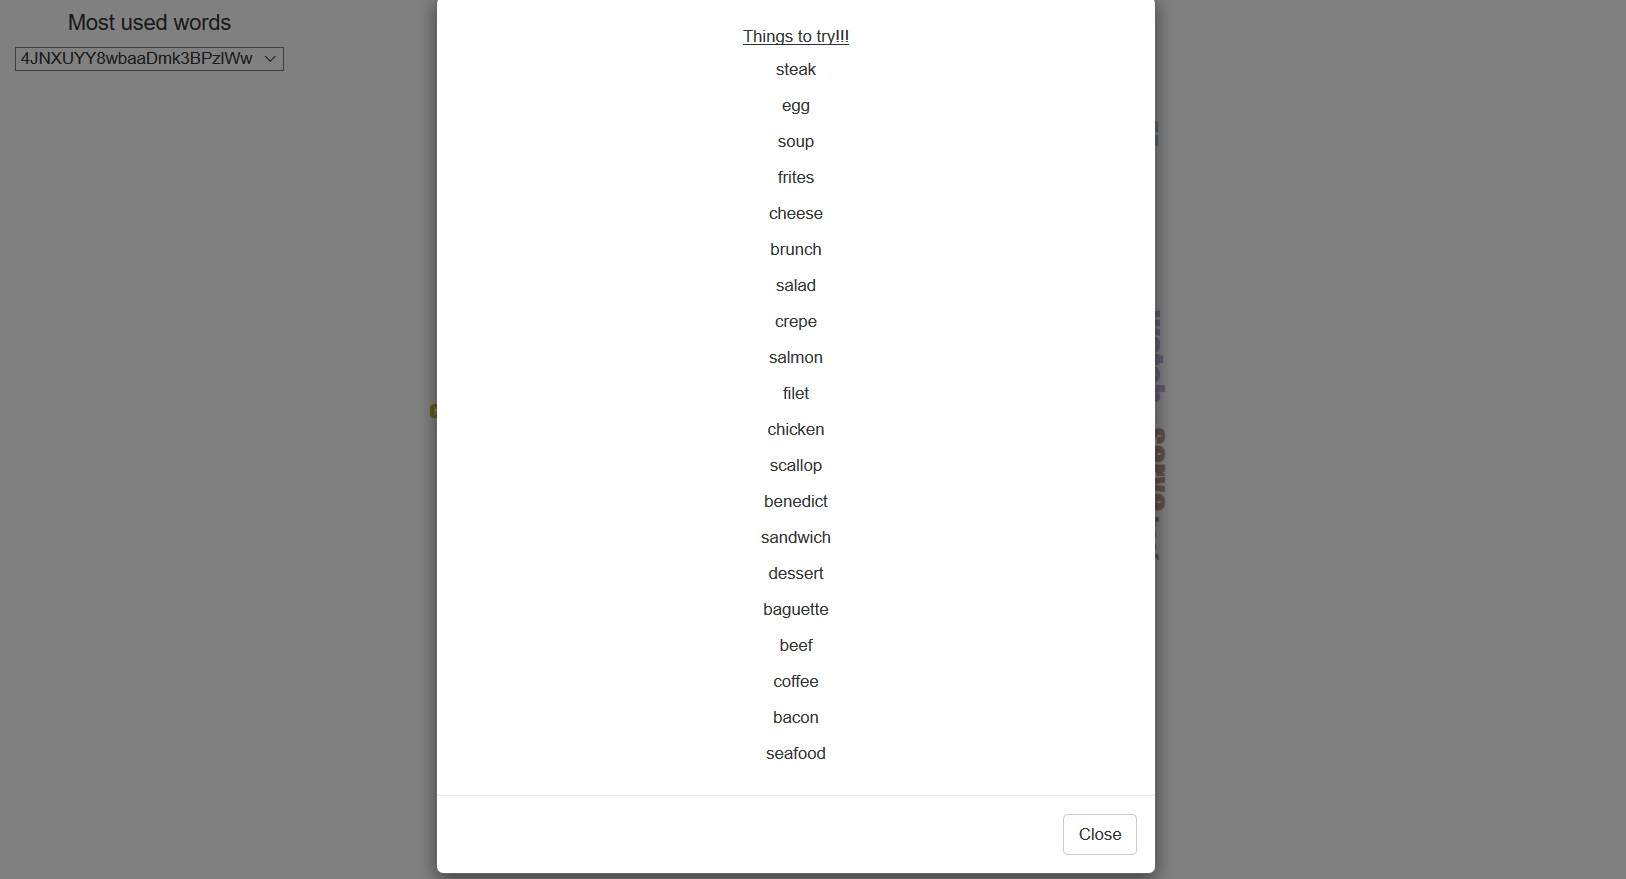 Most used words
4JNXUYY8wbaaDmk3BPzlWw
Things to try!!!
steak
egg
soup
frites
cheese
brunch
salad
crepe
salmon
filet
chicken
scallop
benedict
sandwich
dessert
baguette
beef
coffee
bacon
seafood
Close